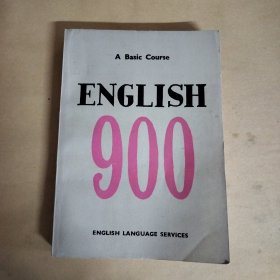 A Basic Course
ENGLISH
900
ENGLISH LANGUAGE SERVICES